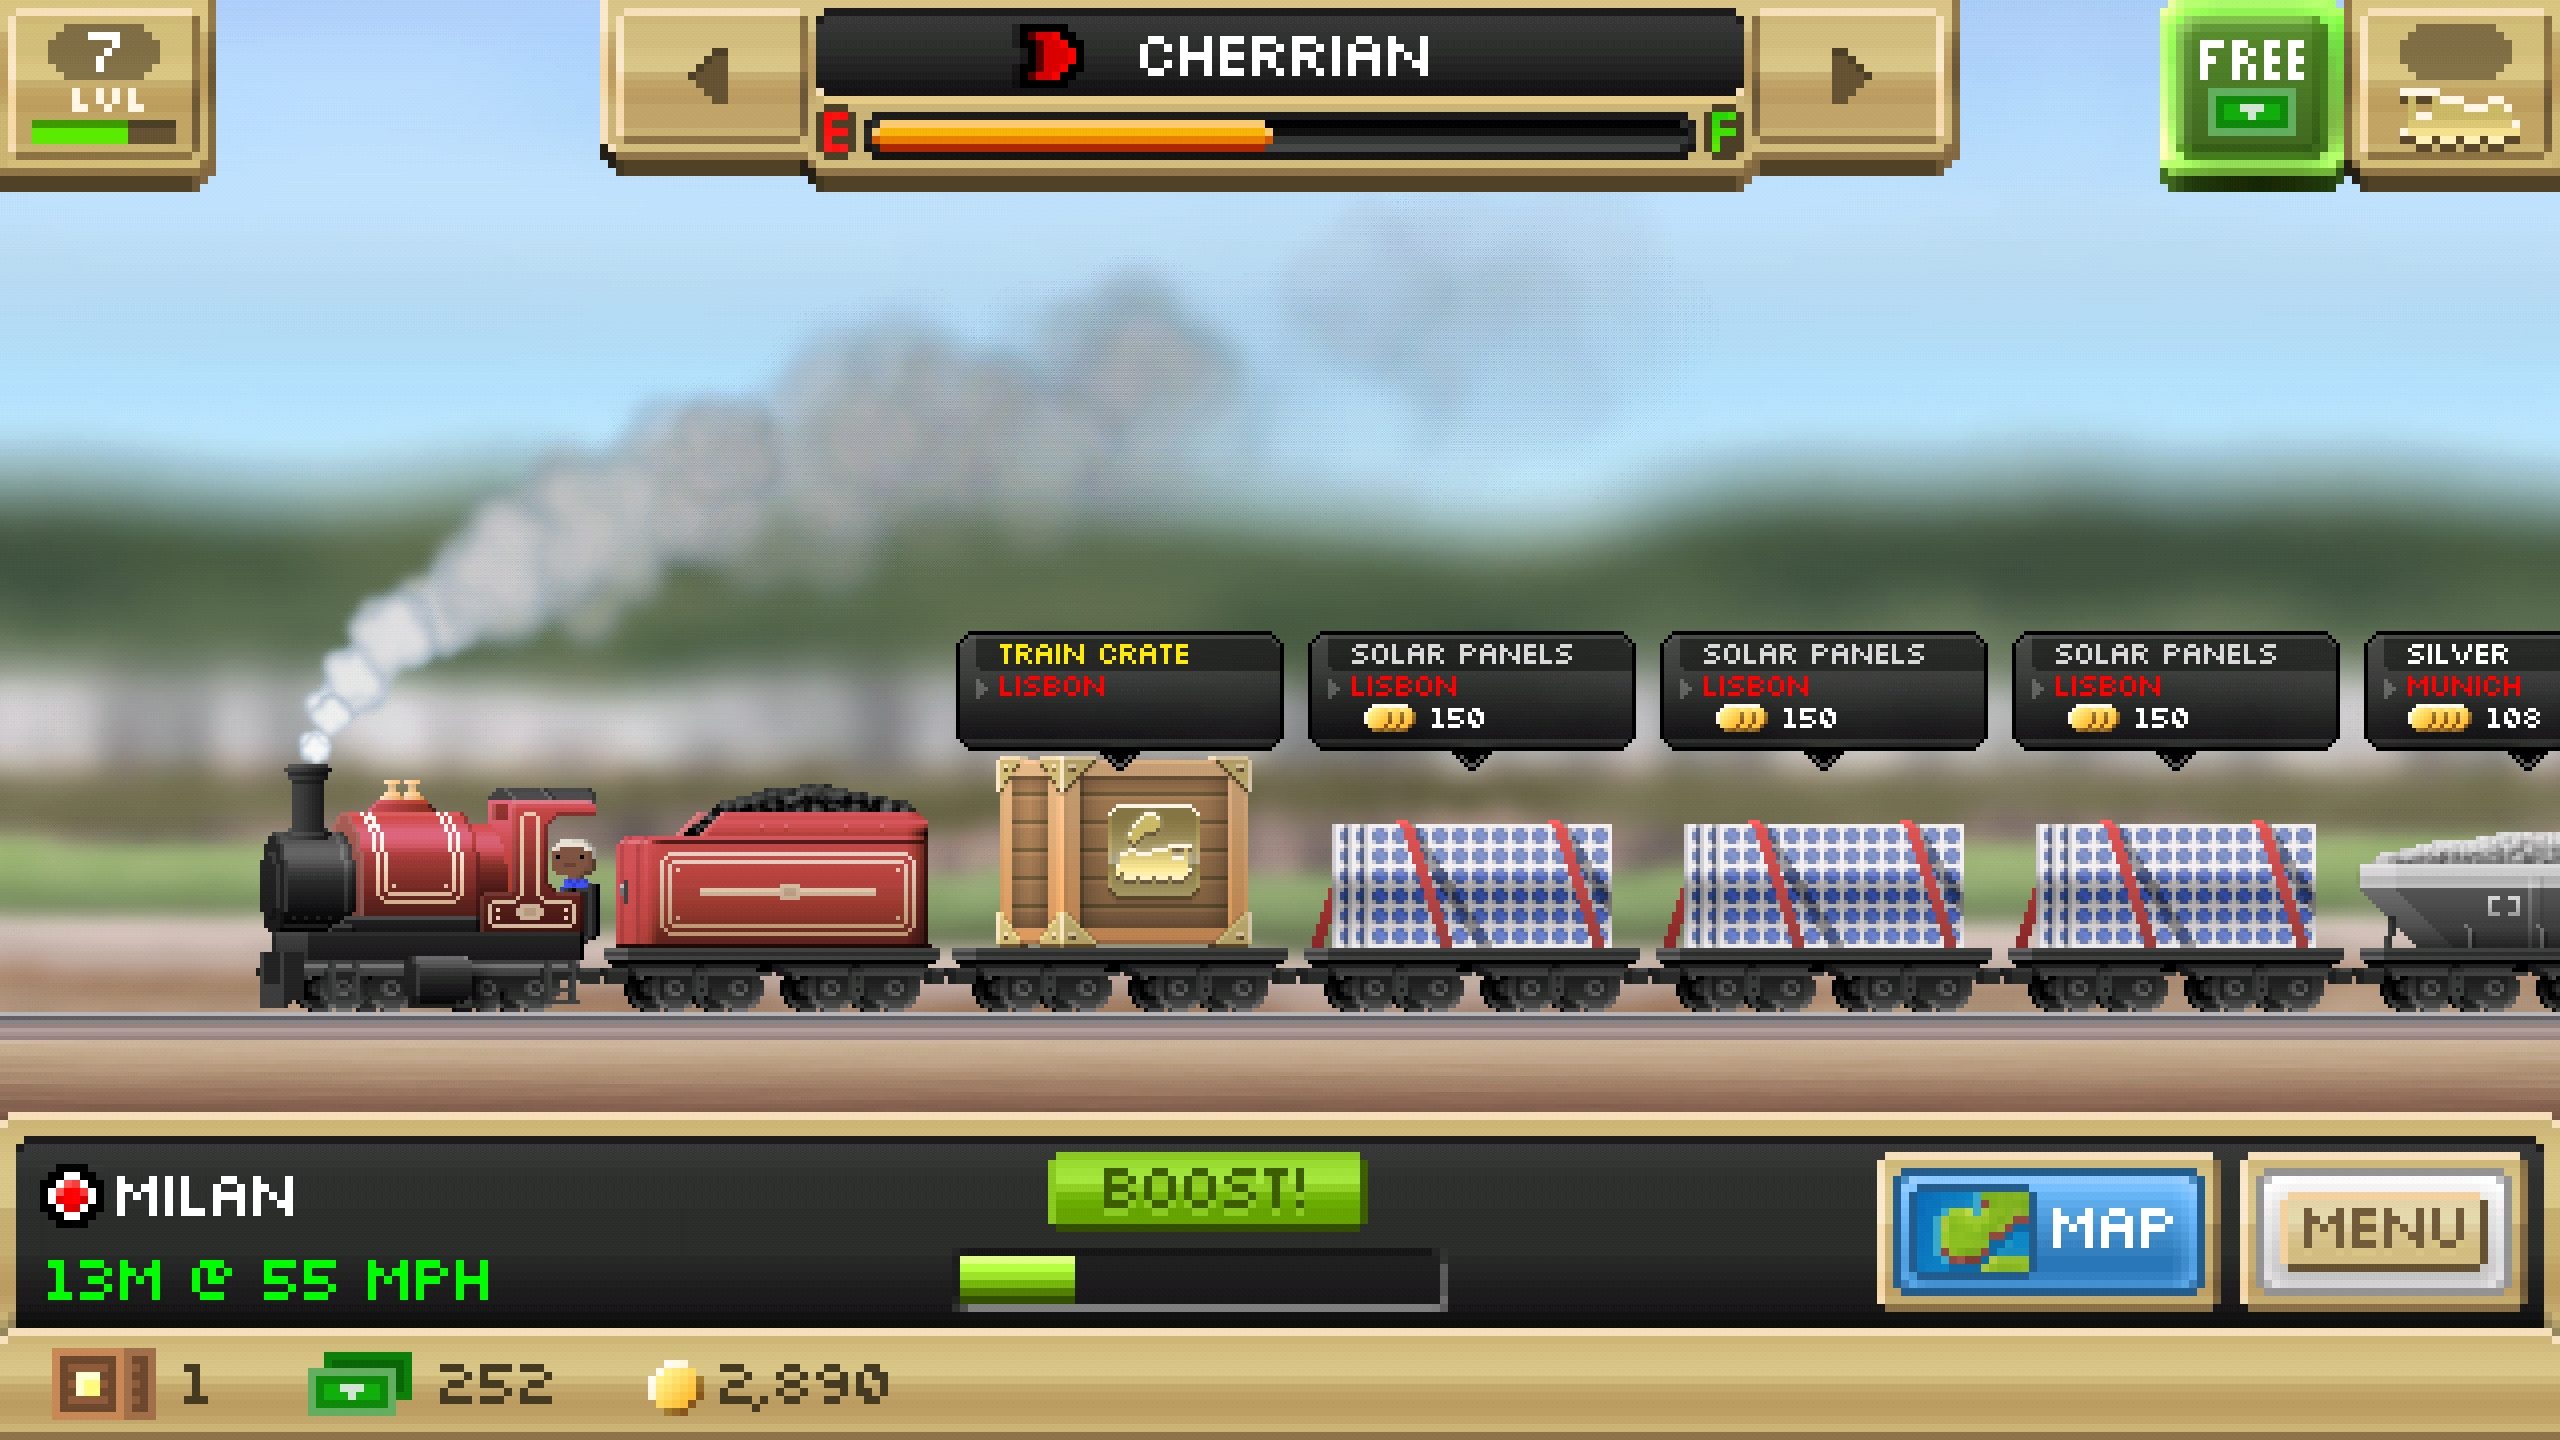 7
LVL
CHERRIAN
E
F
FREE
TRAIN CRATE
LISBON
SOLAR PANELS
LISBON
150
SOLAR PANELS
LISBON
150
SOLAR PANELS
LISBON
150
SILVER
MUNICH
108
MILAN
13M @ 55 MPH
BOOST!
MAP
MENU
1
252
2,890